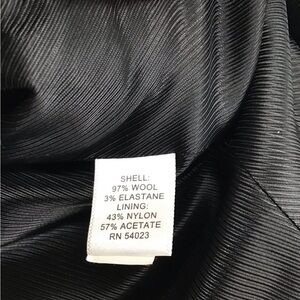 SHELL:
97% WOOL
3% ELASTANE
LINING:
43% NYLON
57% ACETATE
RN 54023